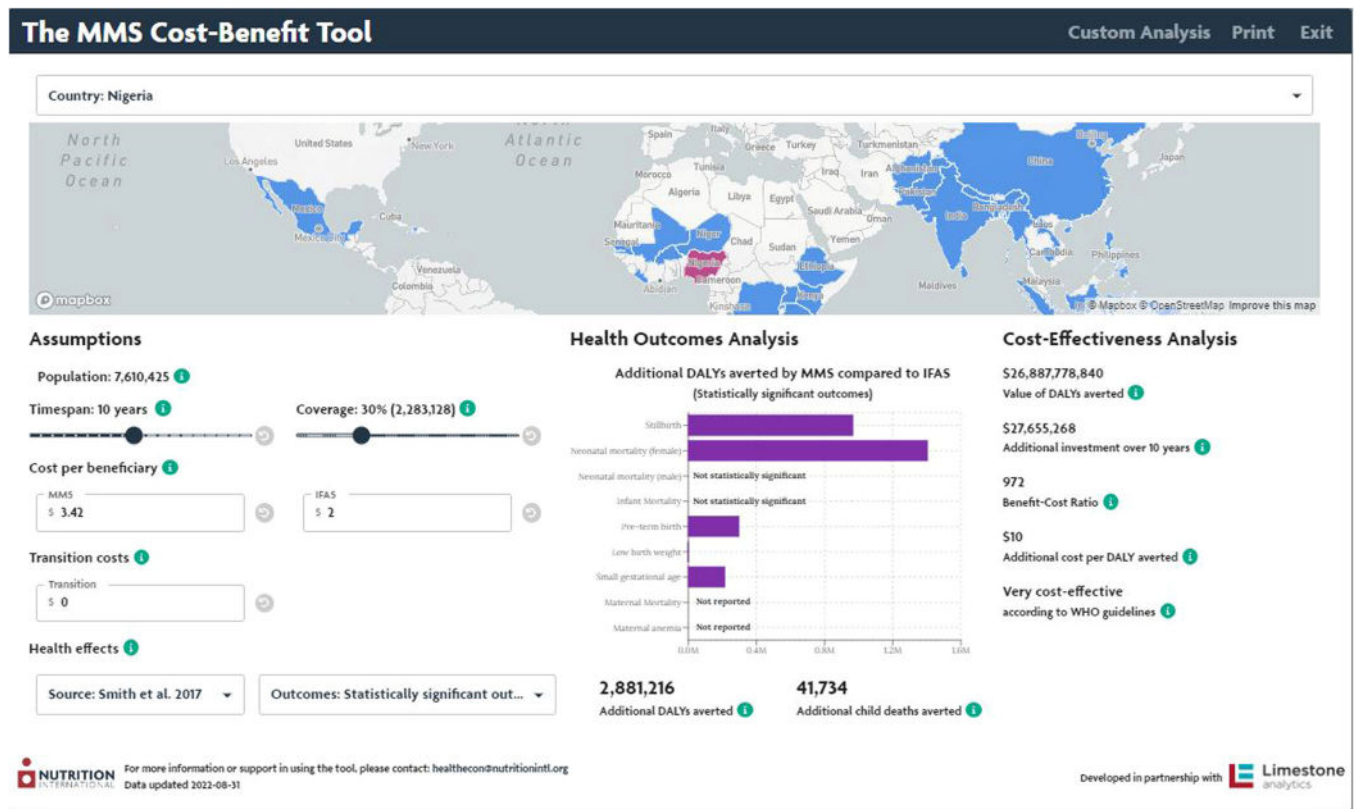 The MMS Cost-Benefit Tool
Custom Analysis Print Exit
Country: Nigeria
North Pacific Ocean
United States
New York
Los Angeles
Mexico
Cuba
Venezuela
Colombia
Atlantic Ocean
Spain
Italy
Greece
Turkey
Turkmenistan
Morocco
Tunisia
Algeria
Libya
Egypt
Iraq
Iran
Afghanistan
Pakistan
Saudi Arabia
Oman
Yemen
Mauritania
Senegal
Niger
Chad
Sudan
Nigeria
Cameroon
Ethiopia
Kenya
Abidjan
Beijing
China
Japan
India
Bangladesh
Laos
Cambodia
Philippines
Maldives
Malaysia
mapbox
© Mapbox © OpenStreetMap Improve this map
Assumptions
Population: 7,610,425
Timespan: 10 years
Coverage: 30% (2,283,128)
Cost per beneficiary
MMS
$ 3.42
IFAS
$ 2
Transition costs
Transition
$ 0
Health effects
Source: Smith et al. 2017
Outcomes: Statistically significant out...
Health Outcomes Analysis
Additional DALYs averted by MMS compared to IFAS
(Statistically significant outcomes)
Stillbirth
Neonatal mortality (female)
Neonatal mortality (male) Not statistically significant
Infant Mortality Not statistically significant
Pre-term birth
Low birth weight
Small gestational age
Maternal Mortality Not reported
Maternal anemia Not reported
0.0M 0.4M 0.8M 1.2M 1.6M
2,881,216
Additional DALYs averted
41,734
Additional child deaths averted
Cost-Effectiveness Analysis
$26,887,778,840
Value of DALYs averted
$27,655,268
Additional investment over 10 years
972
Benefit-Cost Ratio
$10
Additional cost per DALY averted
Very cost-effective
according to WHO guidelines
NUTRITION
INTERNATIONAL
For more information or support in using the tool, please contact: healthecon@nutritionintl.org
Data updated 2022-08-31
Developed in partnership with
Limestone
analytics